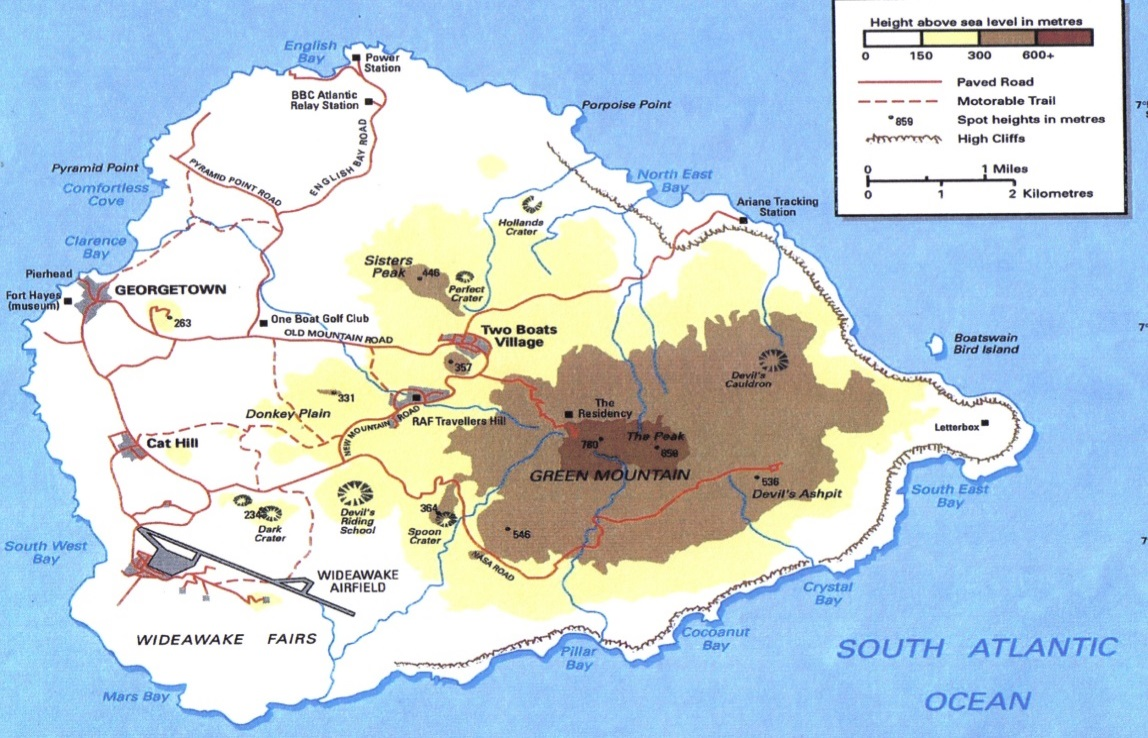 Height above sea level in metres
0 150 300 600+
Paved Road
Motorable Trail
859 Spot heights in metres
High Cliffs
0 1 Miles
0 1 2 Kilometres
English
Bay
Power
Station
BBC Atlantic
Relay Station
Porpoise Point
ENGLISH BAY ROAD
PYRAMID POINT ROAD
Pyramid Point
Comfortless
Cove
North East
Bay
Ariane Tracking
Station
Hollands
Crater
Clarence
Bay
Pierhead
GEORGETOWN
Fort Hayes
(museum)
263
Sisters
Peak
446
Perfect
Crater
One Boat Golf Club
OLD MOUNTAIN ROAD
Two Boats
Village
357
Boatswain
Bird Island
Devil's
Cauldron
331
Donkey Plain
RAF Travellers Hill
NEW MOUNTAIN ROAD
The
Residency
The Peak
Letterbox
Cat Hill
GREEN MOUNTAIN
536
Devil's Ashpit
South East
Bay
Dark
Crater
Devil's
Riding
School
364
Spoon
Crater
546
NASA ROAD
South West
Bay
WIDEAWAKE
AIRFIELD
WIDEAWAKE FAIRS
Crystal
Bay
Cocoanut
Bay
Pillar
Bay
Mars Bay
SOUTH ATLANTIC
OCEAN